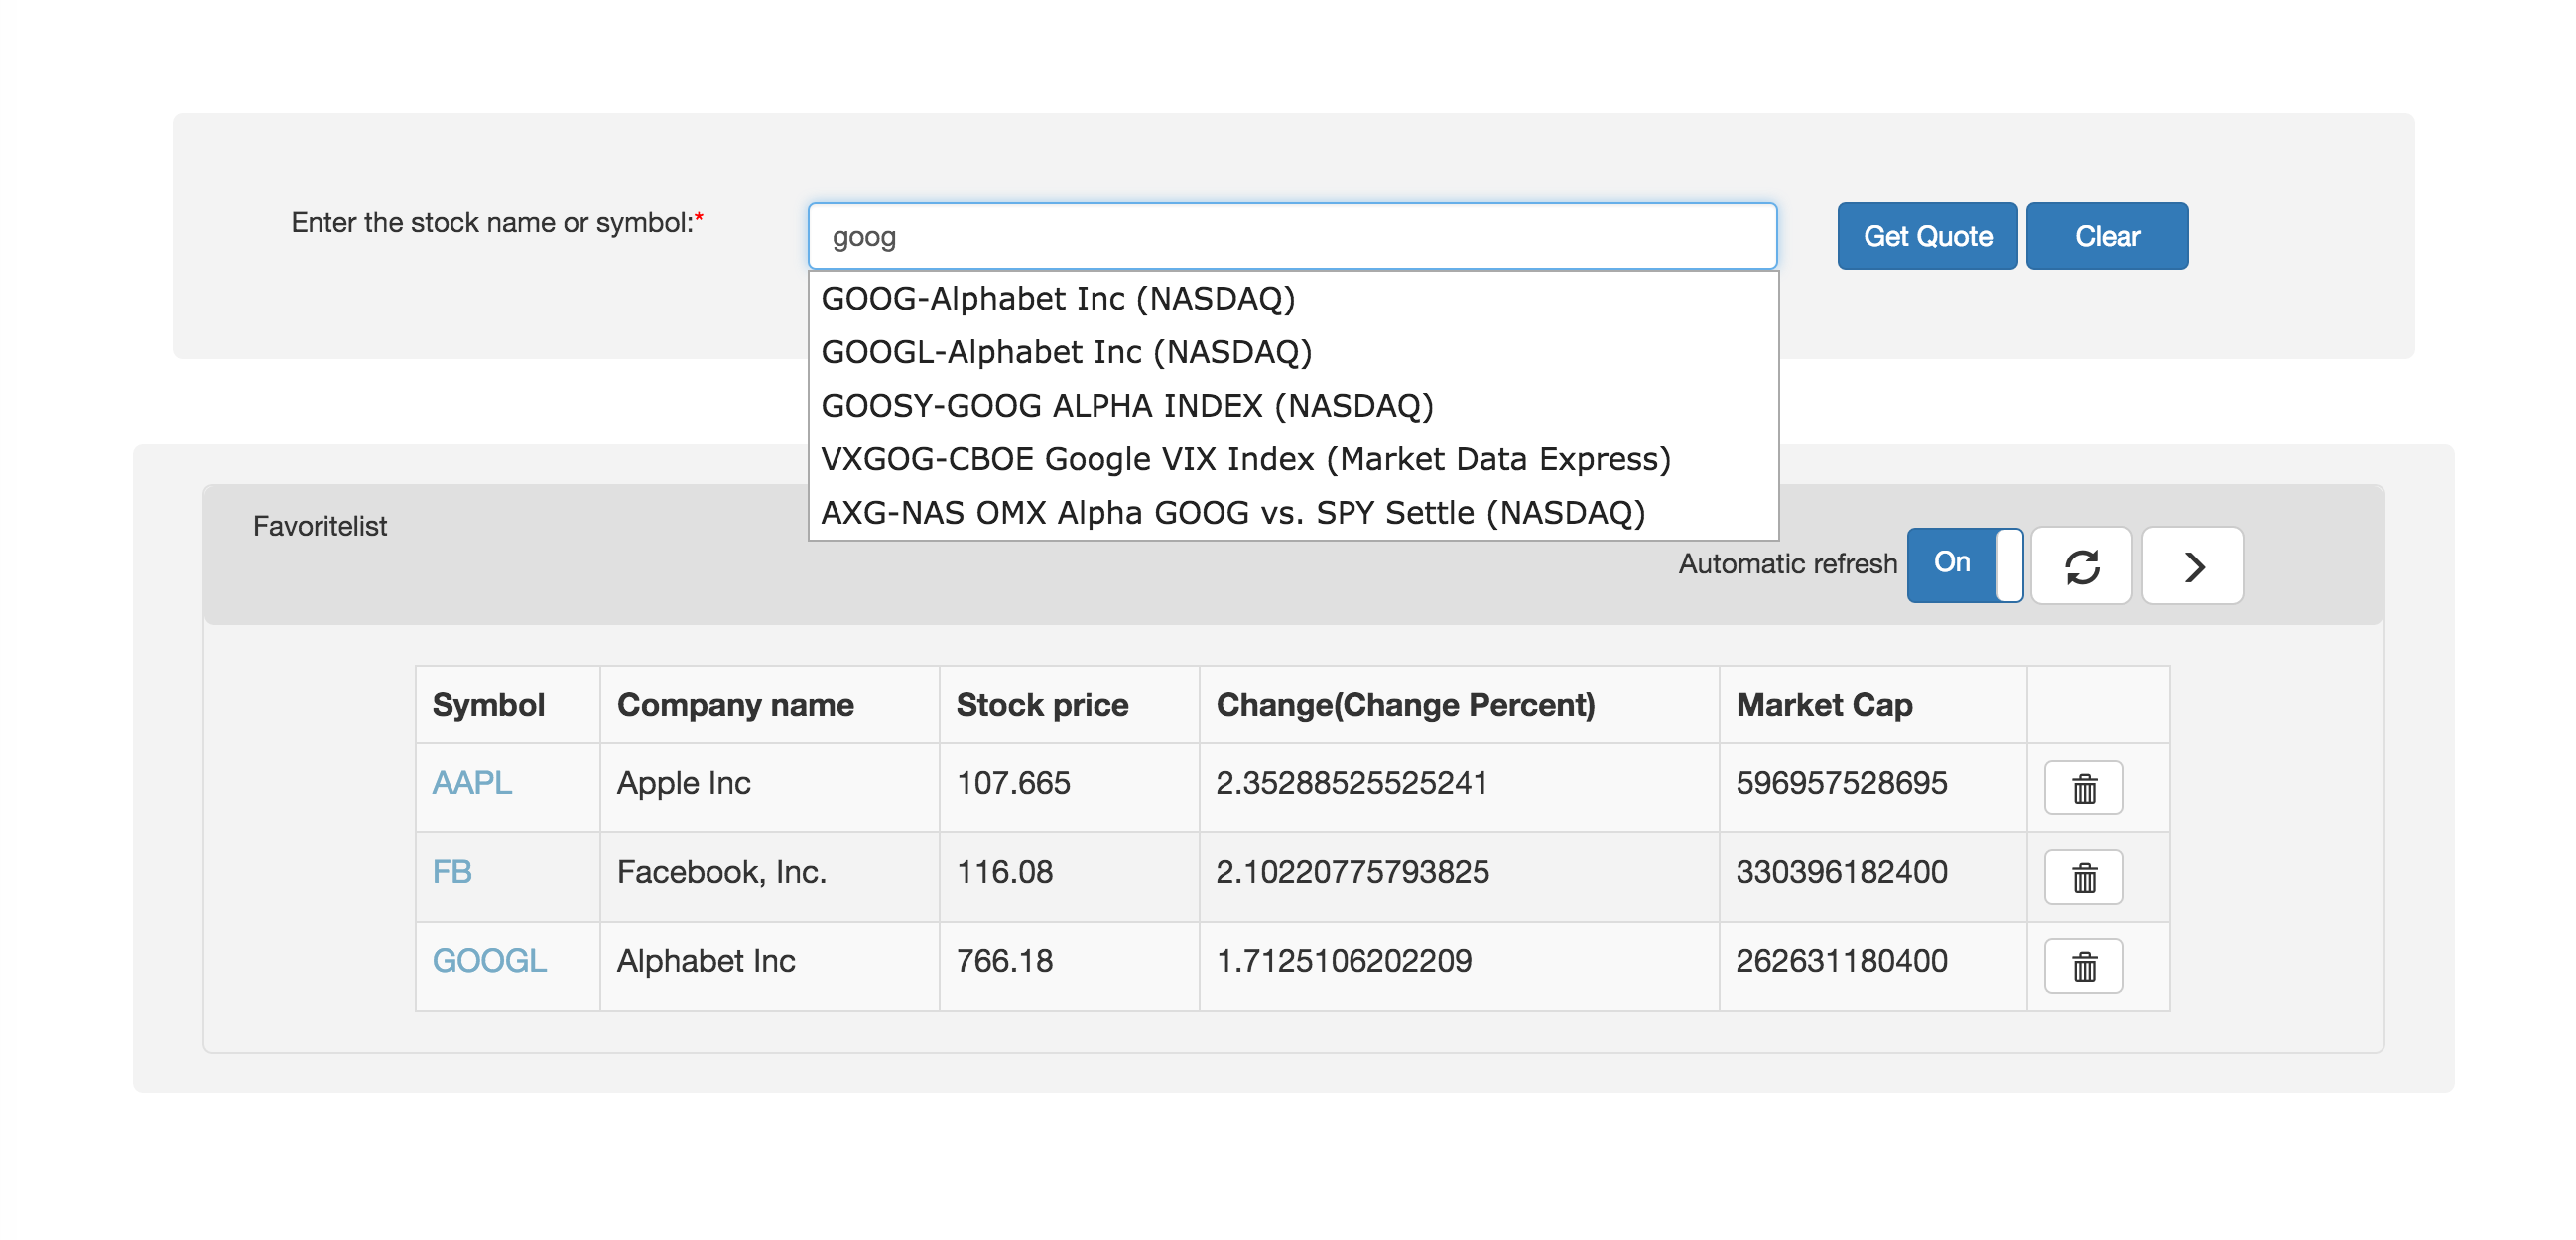 Enter the stock name or symbol:*
goog
Get Quote
Clear
GOOG-Alphabet Inc (NASDAQ)
GOOGL-Alphabet Inc (NASDAQ)
GOOSY-GOOG ALPHA INDEX (NASDAQ)
VXGOG-CBOE Google VIX Index (Market Data Express)
AXG-NAS OMX Alpha GOOG vs. SPY Settle (NASDAQ)
Favoritelist
Automatic refresh On
Symbol Company name Stock price Change(Change Percent) Market Cap
AAPL Apple Inc 107.665 2.35288525525241 596957528695
FB Facebook, Inc. 116.08 2.10220775793825 330396182400
GOOGL Alphabet Inc 766.18 1.7125106202209 262631180400